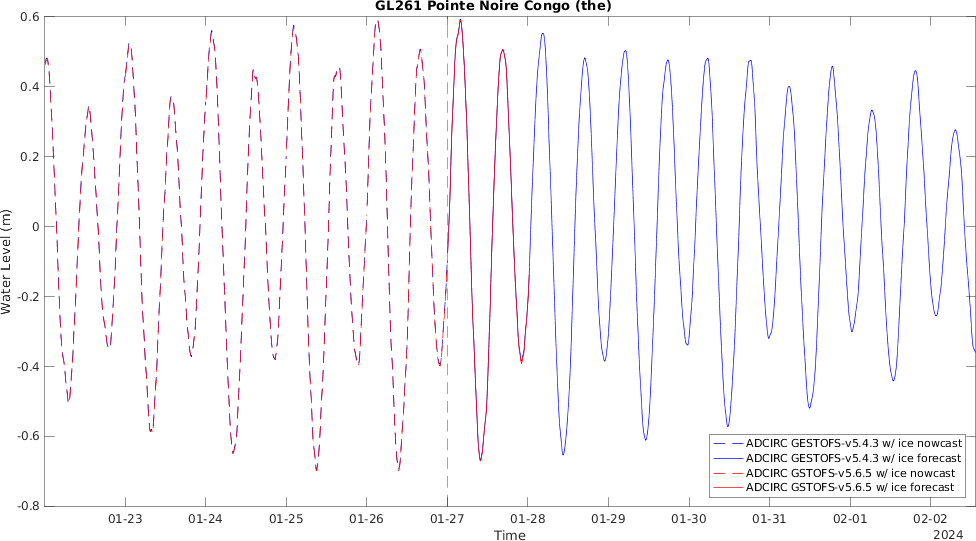 GL261 Pointe Noire Congo (the)
Water Level (m)
0.6
0.4
0.2
0
-0.2
-0.4
-0.6
-0.8
01-23 01-24 01-25 01-26 01-27 01-28 01-29 01-30 01-31 02-01 02-02
Time
2024
ADCIRC GESTOFS-v5.4.3 w/ ice nowcast
ADCIRC GESTOFS-v5.4.3 w/ ice forecast
ADCIRC GSTOFS-v5.6.5 w/ ice nowcast
ADCIRC GSTOFS-v5.6.5 w/ ice forecast